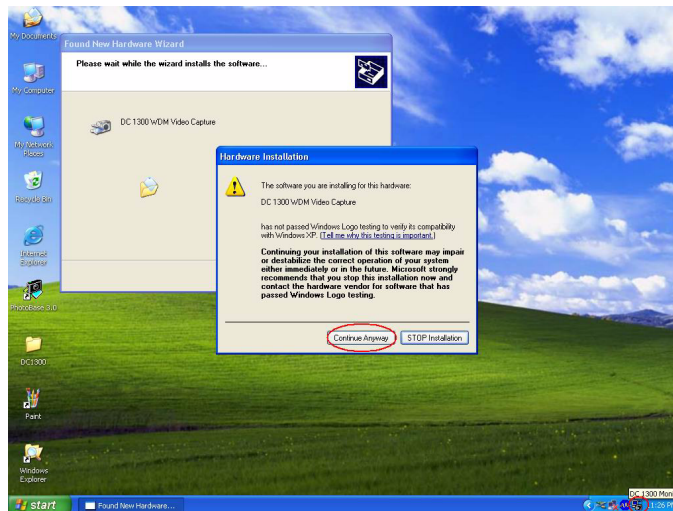 My Documents
My Computer
My Network
Places
Recycle Bin
Internet
Explorer
PhotoBase 3.0
DC1300
Paint
Windows
Explorer
Found New Hardware Wizard
Please wait while the wizard installs the software...
DC 1300 WDM Video Capture
Hardware Installation
The software you are installing for this hardware:
DC 1300 WDM Video Capture
has not passed Windows Logo testing to verify its compatibility
with Windows XP. (Tell me why this testing is important.)
Continuing your installation of this software may impair
or destabilize the correct operation of your system
either immediately or in the future. Microsoft strongly
recommends that you stop this installation now and
contact the hardware vendor for software that has
passed Windows Logo testing.
Continue Anyway
STOP Installation
DC 1300 Moni
start
Found New Hardware...
1:26 PM